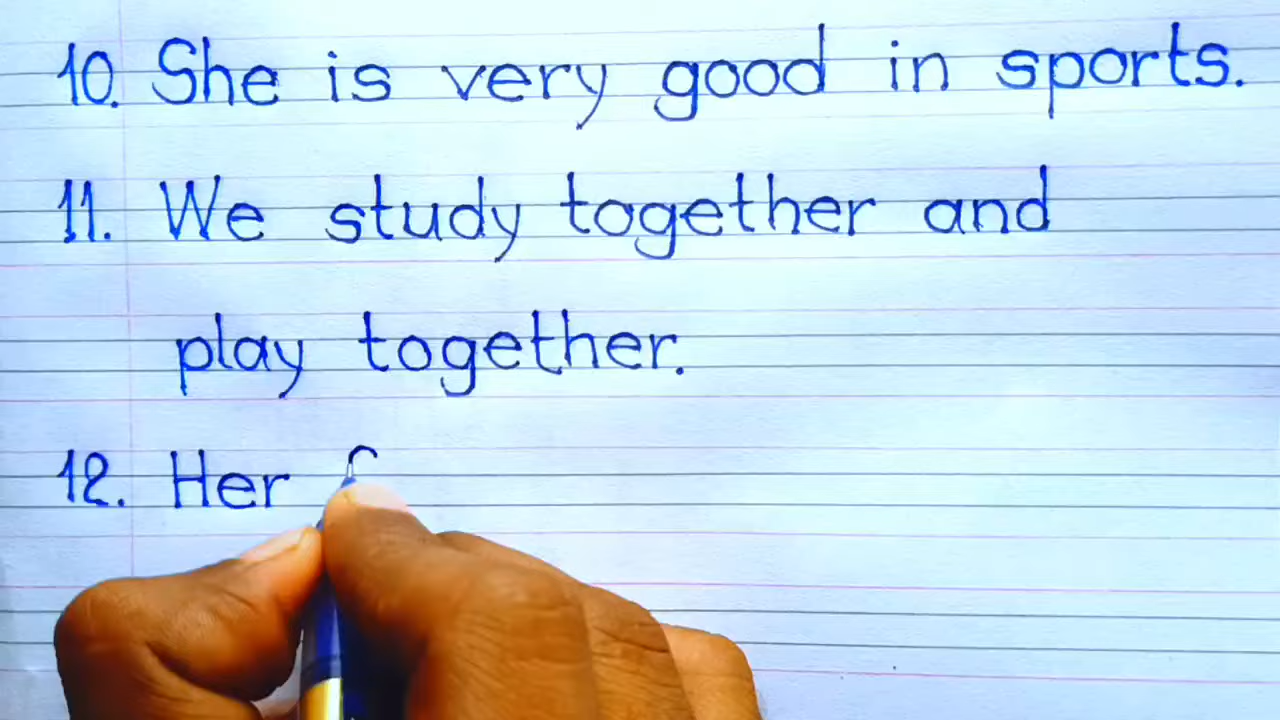 10. She is very good in sports.
11. We study together and
play together.
12. Her